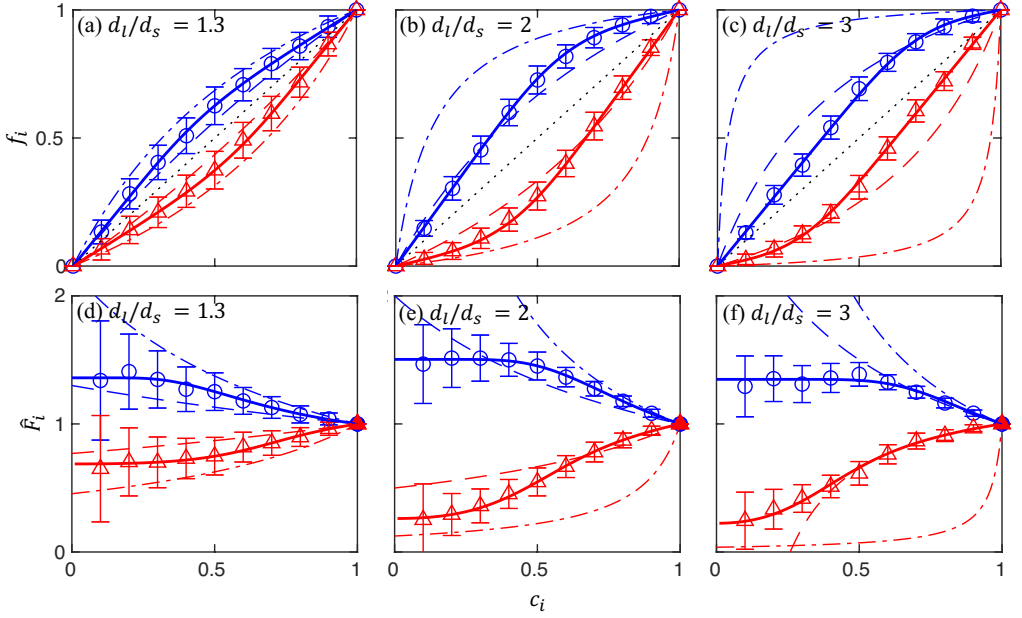 (a) d_l/d_s = 1.3
(b) d_l/d_s = 2
(c) d_l/d_s = 3
1
0.5
0
f_i
(d) d_l/d_s = 1.3
(e) d_l/d_s = 2
(f) d_l/d_s = 3
2
1
0
F̂_i
0 0.5 1
0 0.5 1
0 0.5 1
c_i